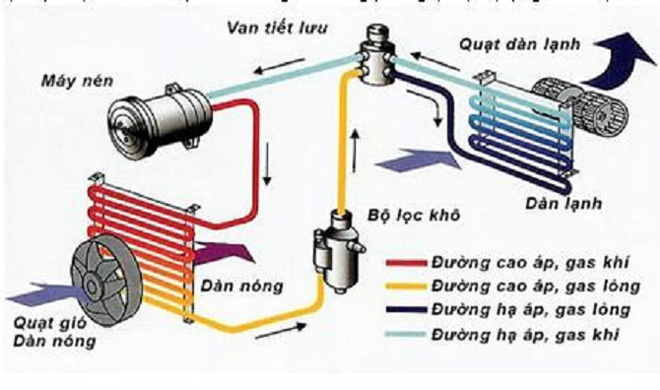 Van tiết lưu
Quạt dàn lạnh
Máy nén
Bộ lọc khô
Dàn lạnh
Dàn nóng
Quạt gió
Dàn nóng
Đường cao áp, gas khí
Đường cao áp, gas lỏng
Đường hạ áp, gas lỏng
Đường hạ áp, gas khí